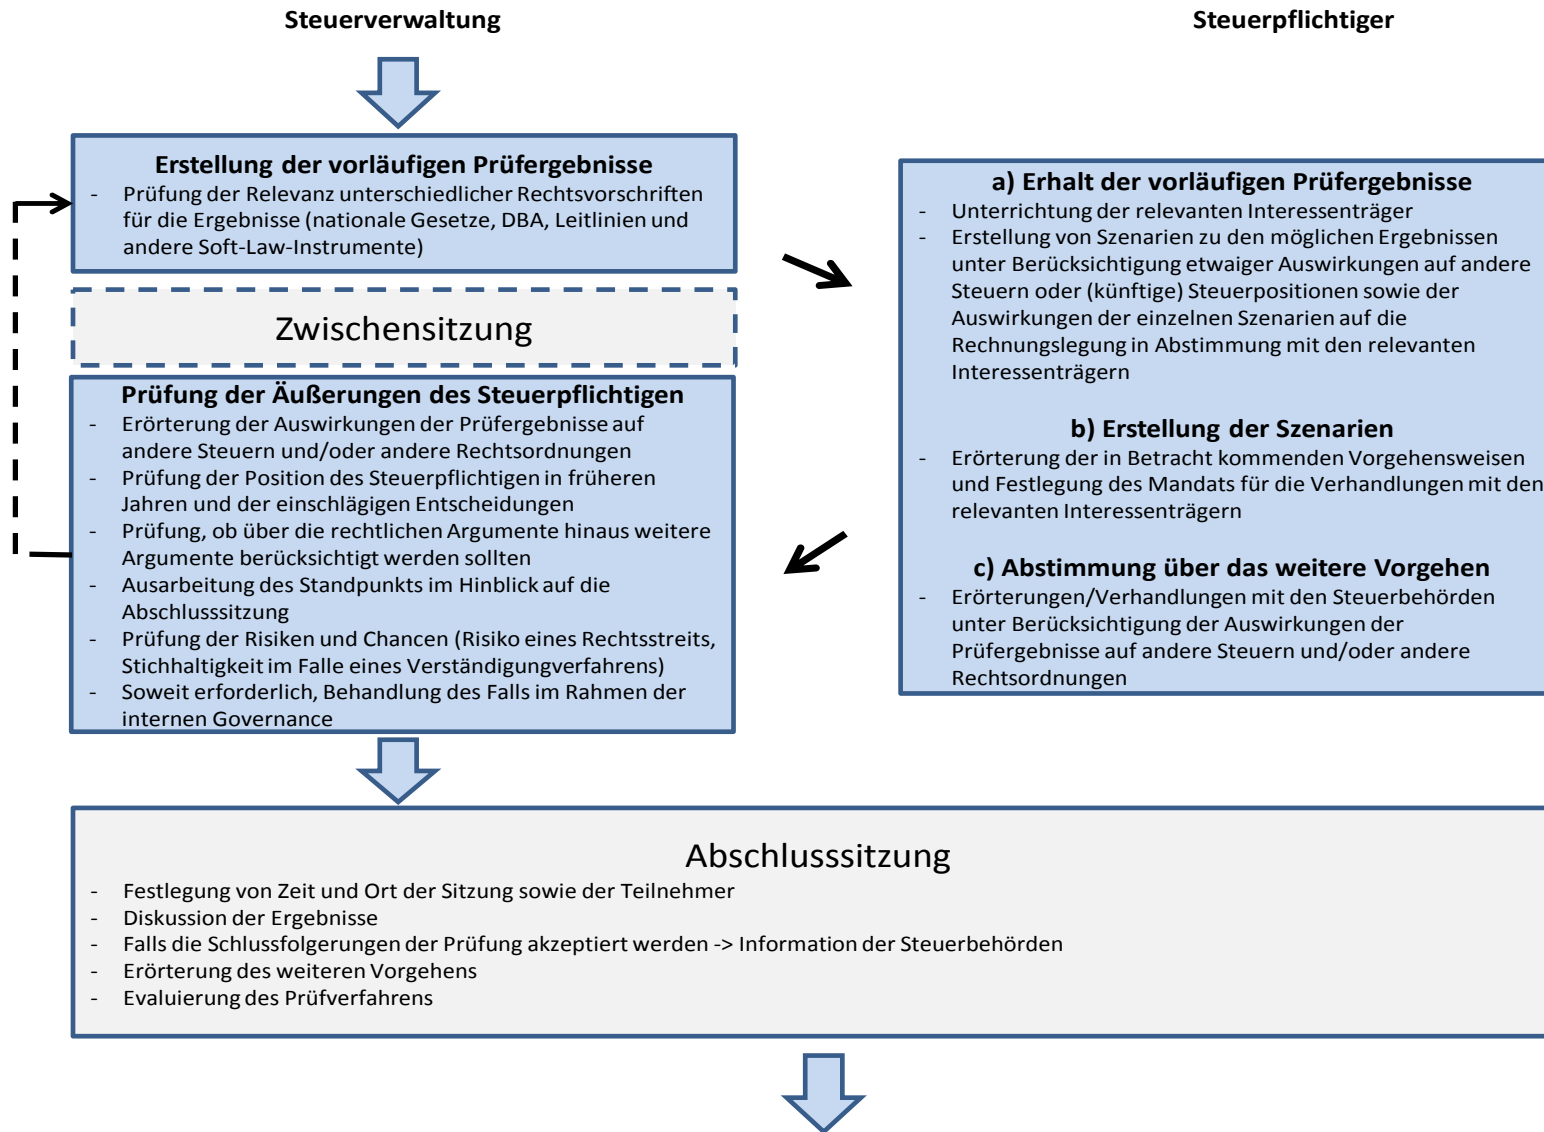 Steuerverwaltung
Steuerpflichtiger
Erstellung der vorläufigen Prüfergebnisse
- Prüfung der Relevanz unterschiedlicher Rechtsvorschriften
für die Ergebnisse (nationale Gesetze, DBA, Leitlinien und
andere Soft-Law-Instrumente)
Zwischensitzung
Prüfung der Äußerungen des Steuerpflichtigen
- Erörterung der Auswirkungen der Prüfergebnisse auf
andere Steuern und/oder andere Rechtsordnungen
- Prüfung der Position des Steuerpflichtigen in früheren
Jahren und der einschlägigen Entscheidungen
- Prüfung, ob über die rechtlichen Argumente hinaus weitere
Argumente berücksichtigt werden sollten
- Ausarbeitung des Standpunkts im Hinblick auf die
Abschlusssitzung
- Prüfung der Risiken und Chancen (Risiko eines Rechtsstreits,
Stichhaltigkeit im Falle eines Verständigungverfahrens)
- Soweit erforderlich, Behandlung des Falls im Rahmen der
internen Governance
a) Erhalt der vorläufigen Prüfergebnisse
- Unterrichtung der relevanten Interessenträger
- Erstellung von Szenarien zu den möglichen Ergebnissen
unter Berücksichtigung etwaiger Auswirkungen auf andere
Steuern oder (künftige) Steuerpositionen sowie der
Auswirkungen der einzelnen Szenarien auf die
Rechnungslegung in Abstimmung mit den relevanten
Interessenträgern
b) Erstellung der Szenarien
- Erörterung der in Betracht kommenden Vorgehensweisen
und Festlegung des Mandats für die Verhandlungen mit den
relevanten Interessenträgern
c) Abstimmung über das weitere Vorgehen
- Erörterungen/Verhandlungen mit den Steuerbehörden
unter Berücksichtigung der Auswirkungen der
Prüfergebnisse auf andere Steuern und/oder andere
Rechtsordnungen
Abschlusssitzung
- Festlegung von Zeit und Ort der Sitzung sowie der Teilnehmer
- Diskussion der Ergebnisse
- Falls die Schlussfolgerungen der Prüfung akzeptiert werden -> Information der Steuerbehörden
- Erörterung des weiteren Vorgehens
- Evaluierung des Prüfverfahrens